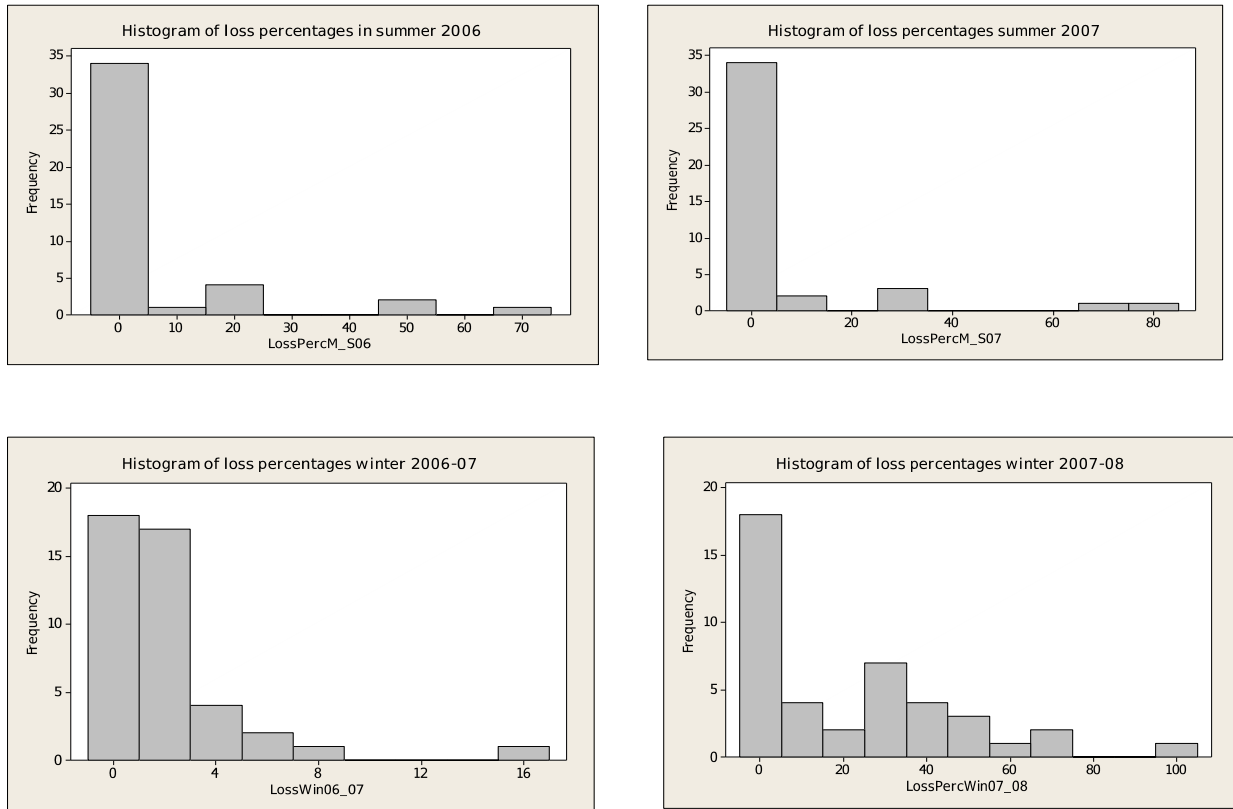 Histogram of loss percentages in summer 2006
35
30
25
20
15
10
5
0
Frequency
0 10 20 30 40 50 60 70
LossPercM_S06
Histogram of loss percentages summer 2007
35
30
25
20
15
10
5
0
Frequency
0 20 40 60 80
LossPercM_S07
Histogram of loss percentages winter 2006-07
20
15
10
5
0
Frequency
0 4 8 12 16
LossWin06_07
Histogram of loss percentages winter 2007-08
20
15
10
5
0
Frequency
0 20 40 60 80 100
LossPercWin07_08